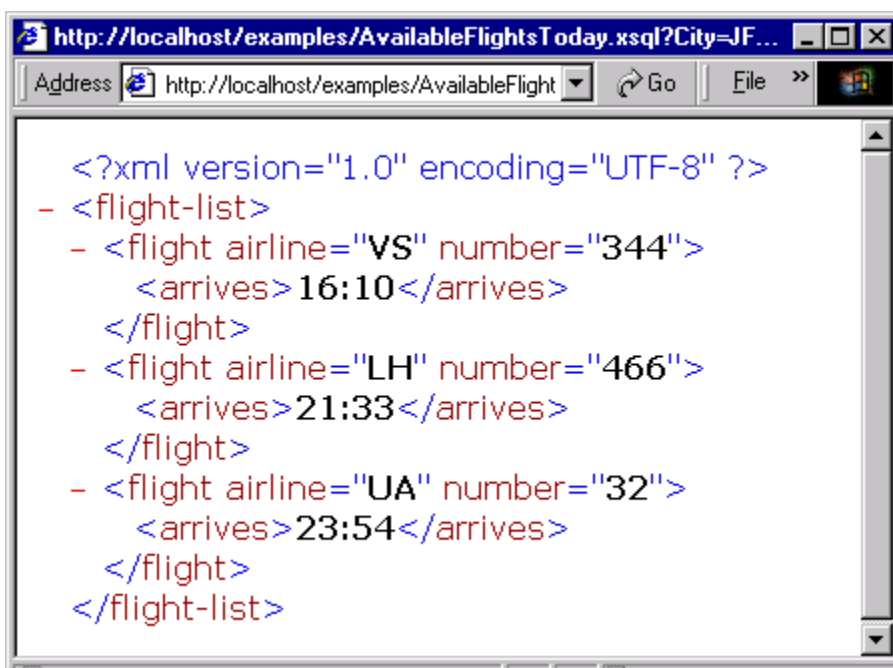 http://localhost/examples/AvailableFlightsToday.xsql?City=JF...
Address http://localhost/examples/AvailableFlight Go File »
<?xml version="1.0" encoding="UTF-8" ?>
– <flight-list>
– <flight airline="VS" number="344">
<arrives>16:10</arrives>
</flight>
– <flight airline="LH" number="466">
<arrives>21:33</arrives>
</flight>
– <flight airline="UA" number="32">
<arrives>23:54</arrives>
</flight>
</flight-list>